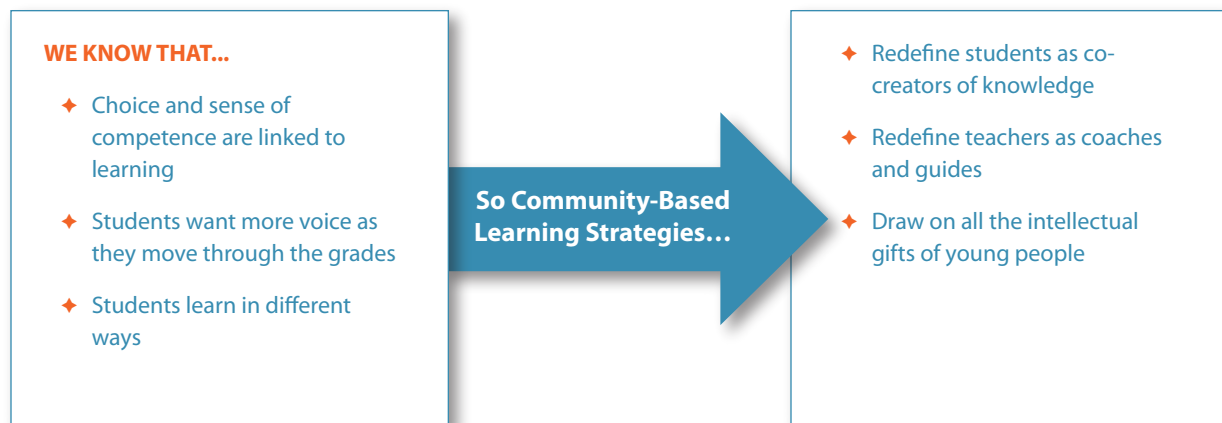 WE KNOW THAT...
Choice and sense of
competence are linked to
learning
Students want more voice as
they move through the grades
Students learn in different
ways
So Community-Based
Learning Strategies…
Redefine students as co-
creators of knowledge
Redefine teachers as coaches
and guides
Draw on all the intellectual
gifts of young people